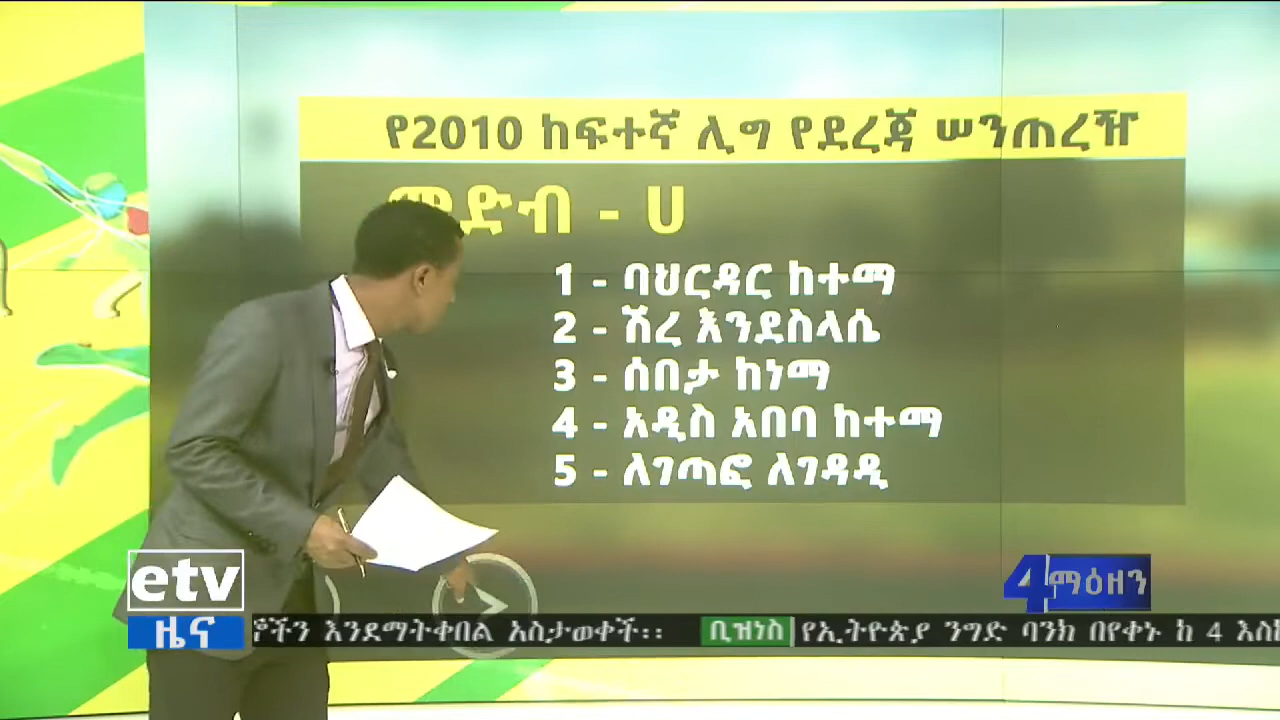 የ2010 ከፍተኛ ሊግ የደረጃ ሠንጠረዥ
ምድብ - ሀ
1 - ባህርዳር ከተማ
2 - ሽረ እንደስላሴ
3 - ሰበታ ከነማ
4 - አዲስ አበባ ከተማ
5 - ለገጣፎ ለገዳዲ
etv
ዜና
4 ማዕዘን
እንደማትቀበል አስታወቀች፡፡ ቢዝነስ የኢትዮጵያ ንግድ ባንክ በየቀኑ ከ 4